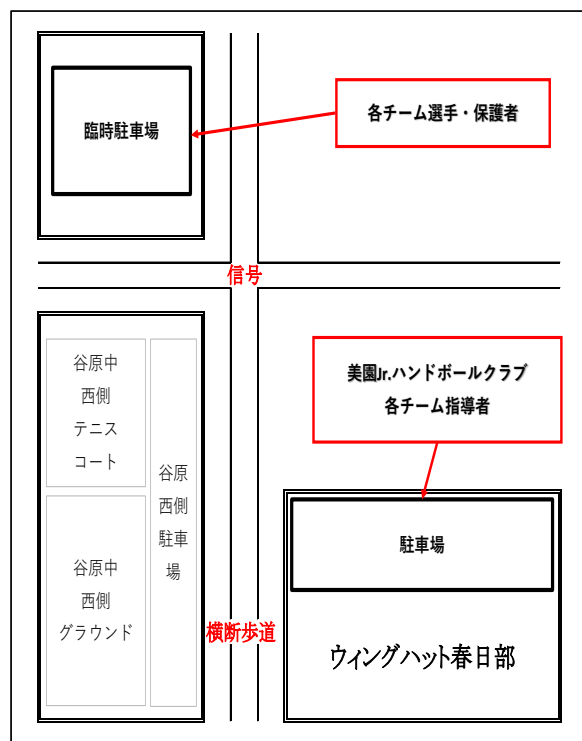 臨時駐車場
各チーム選手・保護者
信号
谷原中
西側
テニス
コート
谷原
西側
駐車
場
谷原中
西側
グラウンド
美園Jr.ハンドボールクラブ
各チーム指導者
駐車場
横断歩道
ウィングハット春日部